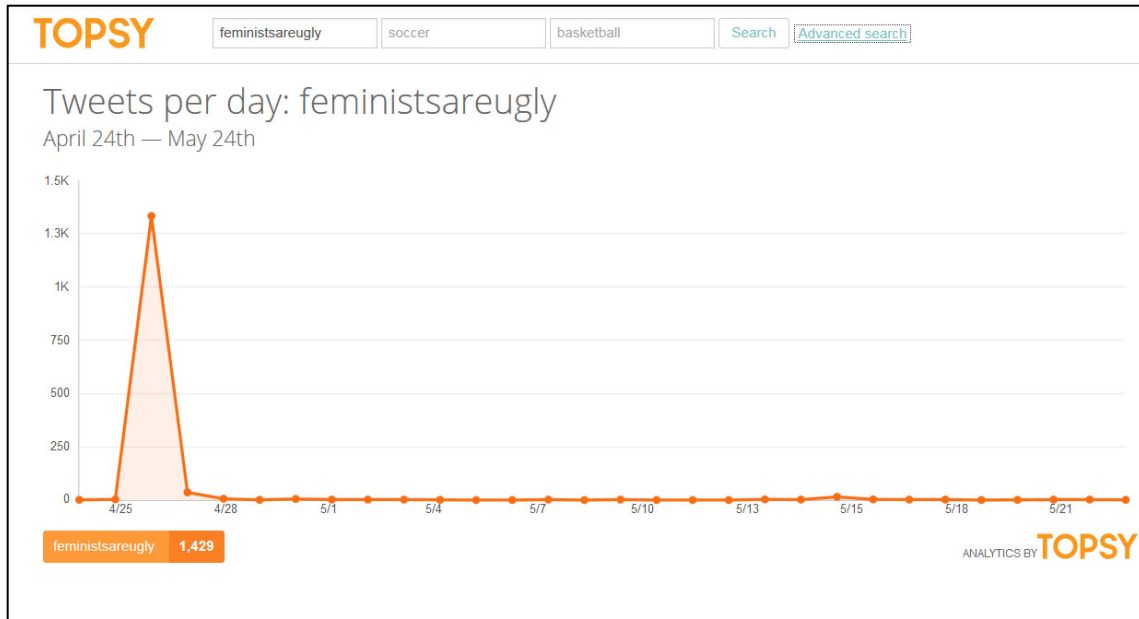 TOPSY feministsareugly soccer basketball Search Advanced search
Tweets per day: feministsareugly
April 24th — May 24th
1.5K
1.3K
1K
750
500
250
0
4/25 4/28 5/1 5/4 5/7 5/10 5/13 5/15 5/18 5/21
feministsareugly 1,429
ANALYTICS BY TOPSY